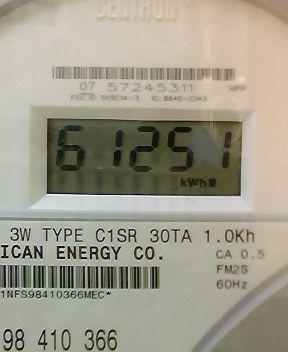 CENTRON
07 57245311 HPP
61251
kWh
3W TYPE C1SR 30TA 1.0Kh
ICAN ENERGY CO. CA 0.5
FM2S
1NFS98410366MEC* 60Hz
98 410 366